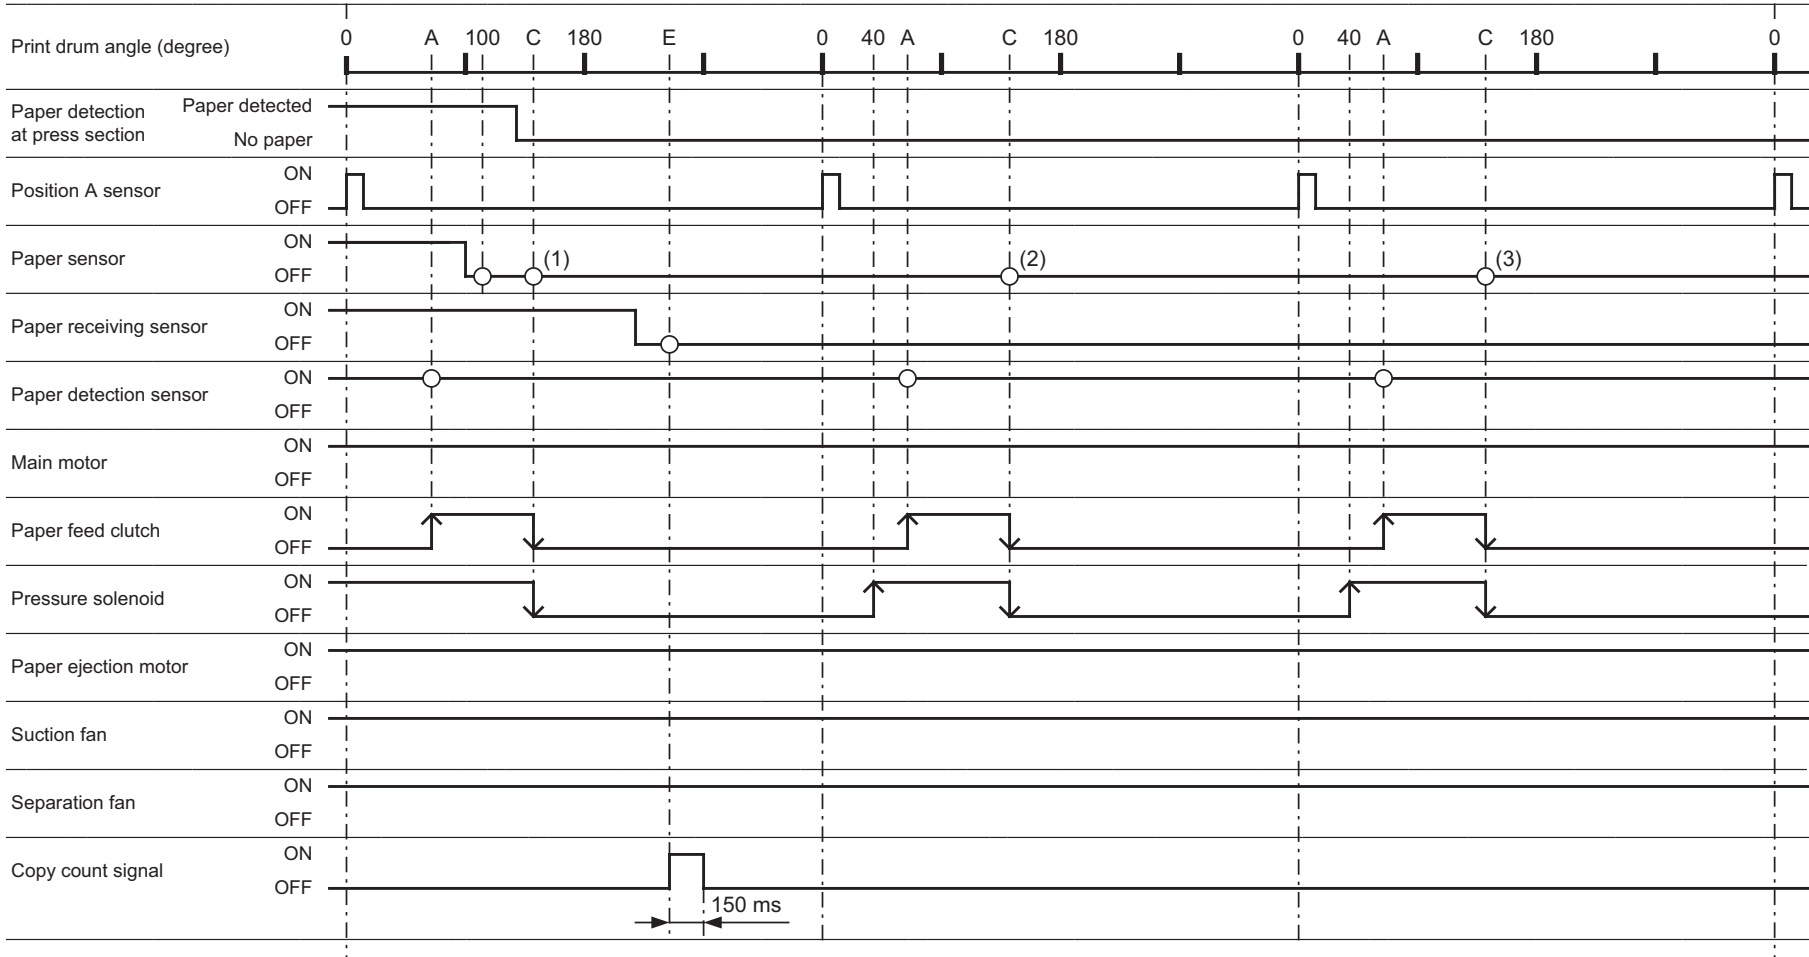 Print drum angle (degree) 0 A 100 C 180 E 0 40 A C 180 0 40 A C 180 0
Paper detection
at press section
Paper detected
No paper
Position A sensor
ON
OFF
Paper sensor
ON
OFF
(1) (2) (3)
Paper receiving sensor
ON
OFF
Paper detection sensor
ON
OFF
Main motor
ON
OFF
Paper feed clutch
ON
OFF
Pressure solenoid
ON
OFF
Paper ejection motor
ON
OFF
Suction fan
ON
OFF
Separation fan
ON
OFF
Copy count signal
ON
OFF
150 ms